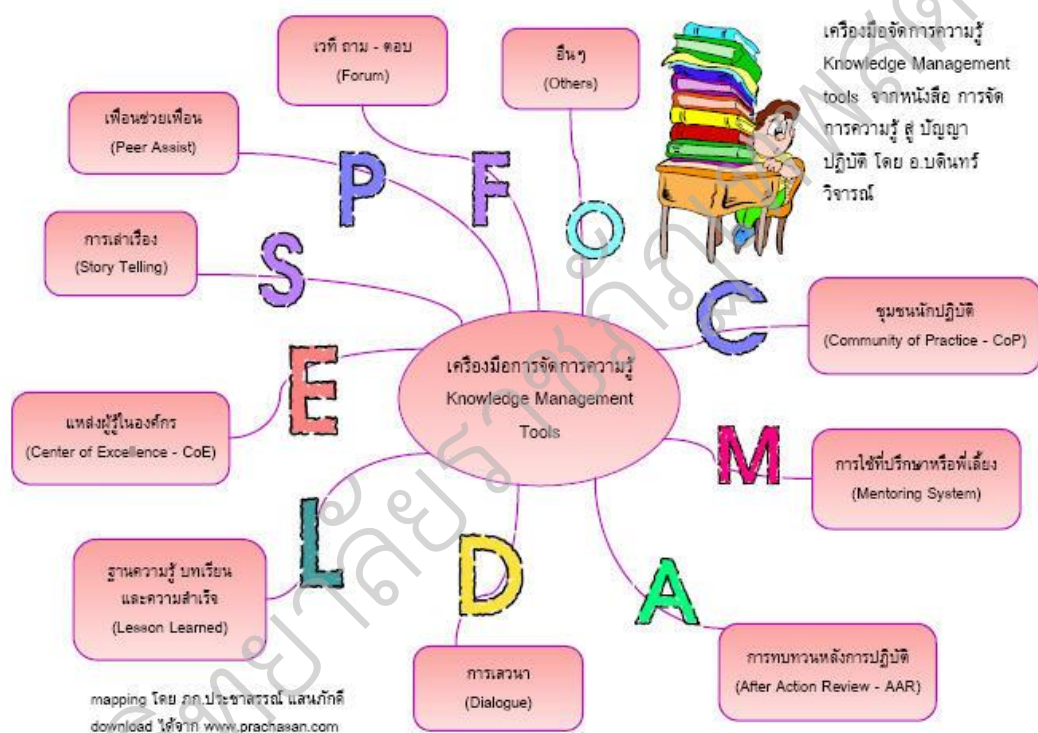 เวที ถาม - ตอบ
(Forum)
อื่นๆ
(Others)
เครื่องมือจัดการความรู้
Knowledge Management
tools จากหนังสือ การจัด
การความรู้ สู่ ปัญญา
ปฏิบัติ โดย อ.บดินทร์
วิจารณ์
เพื่อนช่วยเพื่อน
(Peer Assist)
P
F
O
การเล่าเรื่อง
(Story Telling)
S
C
ชุมชนนักปฏิบัติ
(Community of Practice - CoP)
เครื่องมือการจัดการความรู้
Knowledge Management
Tools
E
แหล่งผู้รู้ในองค์กร
(Center of Excellence - CoE)
M
การใช้ที่ปรึกษาหรือพี่เลี้ยง
(Mentoring System)
L
ฐานความรู้ บทเรียน
และความสำเร็จ
(Lesson Learned)
D
การเสวนา
(Dialogue)
A
การทบทวนหลังการปฏิบัติ
(After Action Review - AAR)
mapping โดย ภก.ประชาสรรณ์ แสนภักดี
download ได้จาก www.prachasan.com